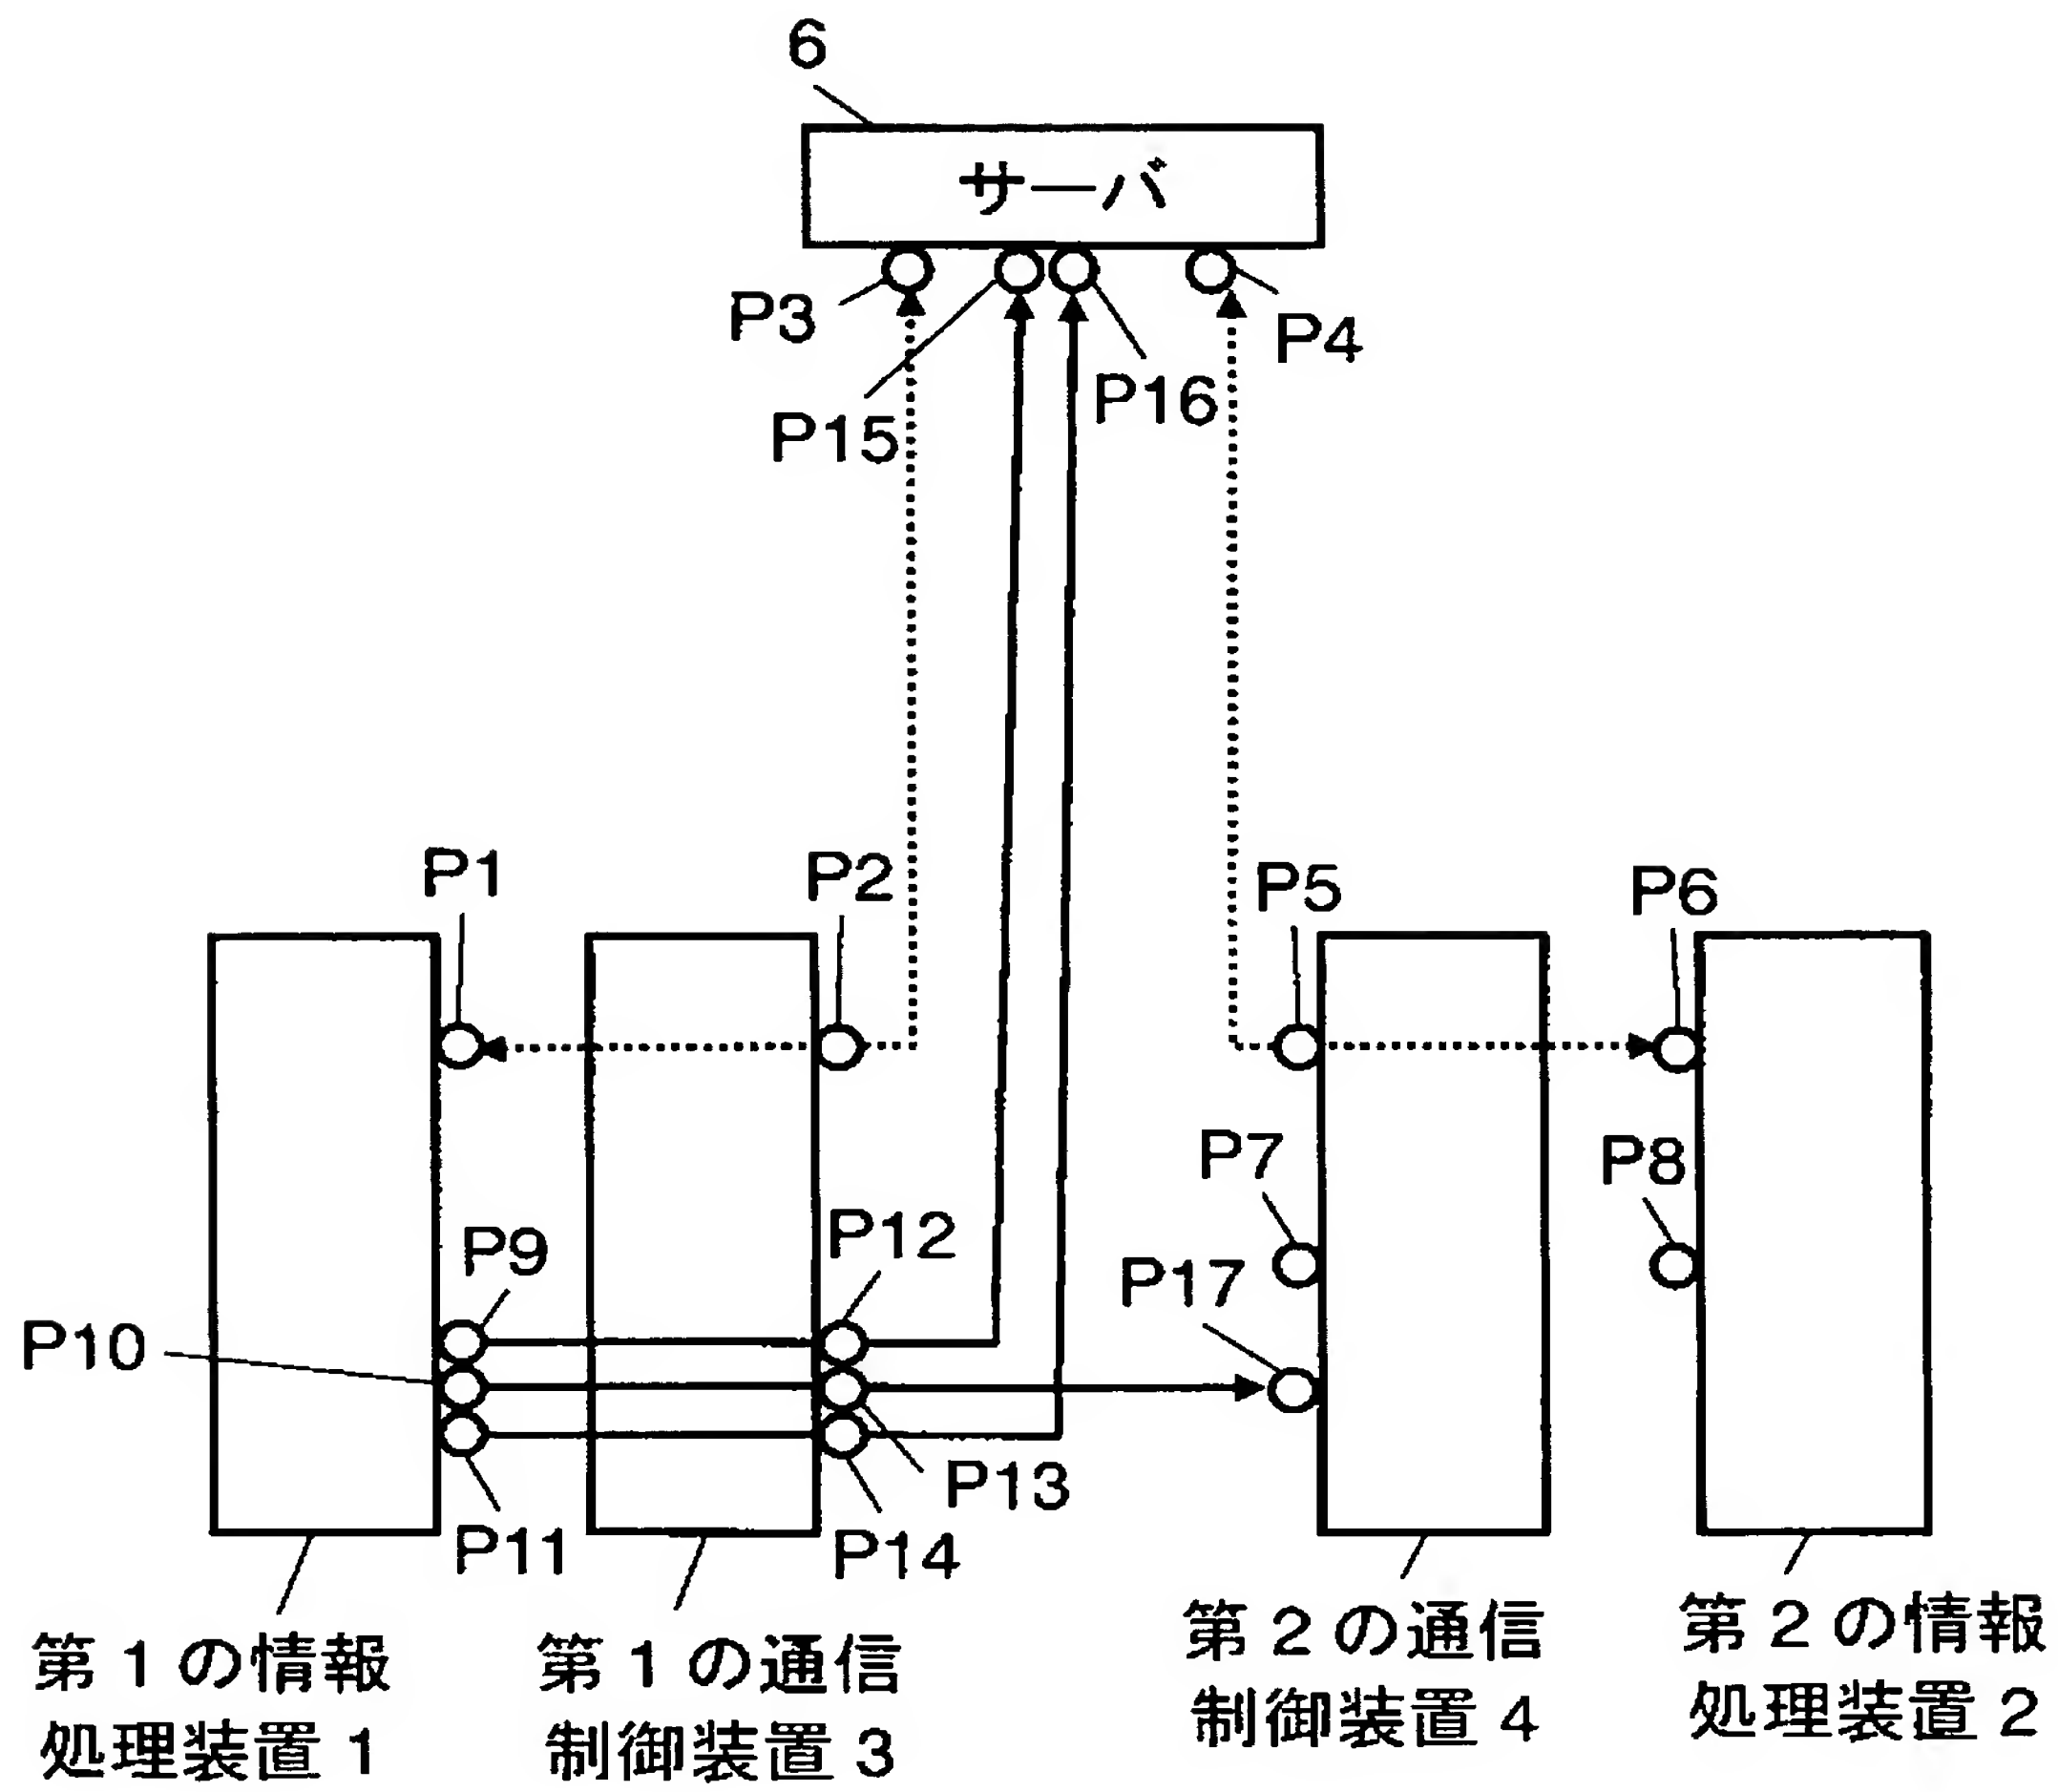 6
サーバ
P3
P4
P15
P16
P1
P2
P5
P6
P7
P8
P9
P12
P17
P10
P13
P11
P14
第1の情報
処理装置1
第1の通信
制御装置3
第2の通信
制御装置4
第2の情報
処理装置2